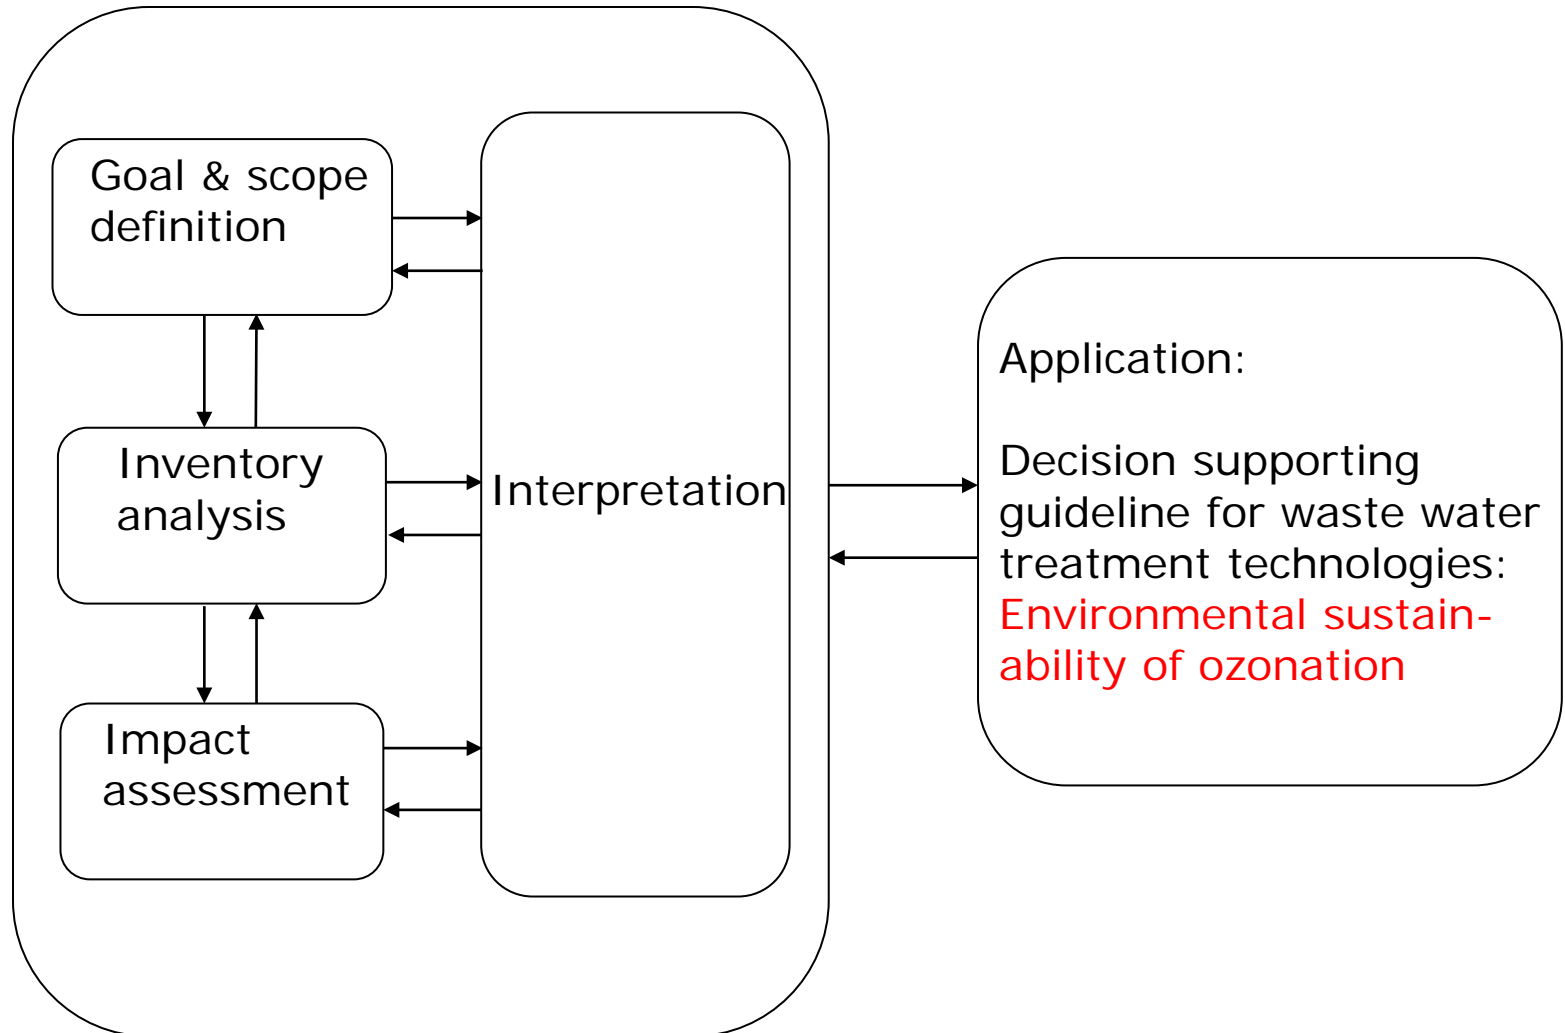 Goal & scope
definition
Inventory
analysis
Impact
assessment
Interpretation
Application:
Decision supporting
guideline for waste water
treatment technologies:
Environmental sustain-
ability of ozonation